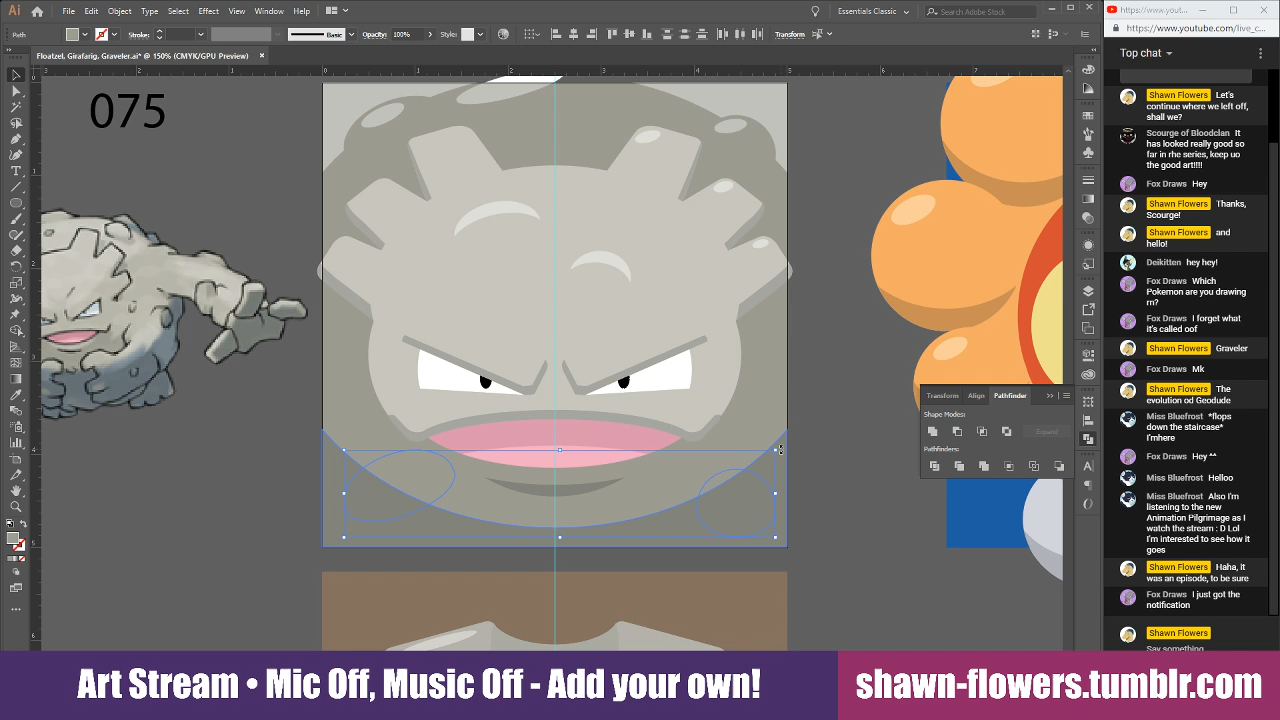 Ai File Edit Object Type Select Effect View Window Help Essentials Classic Search Adobe Stock
Path Stroke: Basic Opacity: 100% Style: Transform
Floatzel, Girafarig, Graveler.ai* @ 150% (CMYK/GPU Preview)
075
Transform Align Pathfinder
Shape Modes:
Expand
Pathfinders:
https://www.yout...
https://www.youtube.com/live_c...
Top chat
Shawn Flowers Let's
continue where we left off,
shall we?
Scourge of Bloodclan It
has looked really good so
far in rhe series, keep uo
the good art!!!!
Fox Draws Hey
Shawn Flowers Thanks,
Scourge!
Shawn Flowers and
hello!
Deikitten hey hey!
Fox Draws Which
Pokemon are you drawing
rn?
Fox Draws I forget what
it's called oof
Shawn Flowers Graveler
Fox Draws Mk
Shawn Flowers The
evolution od Geodude
Miss Bluefrost *flops
down the staircase*
I'mhere
Fox Draws Hey ^^
Miss Bluefrost Helloo
Miss Bluefrost Also I'm
listening to the new
Animation Pilgrimage as I
watch the stream : D Lol
I'm interested to see how it
goes
Shawn Flowers Haha, it
was an episode, to be sure
Fox Draws I just got the
notification
Shawn Flowers
Say something
Art Stream • Mic Off, Music Off - Add your own!
shawn-flowers.tumblr.com